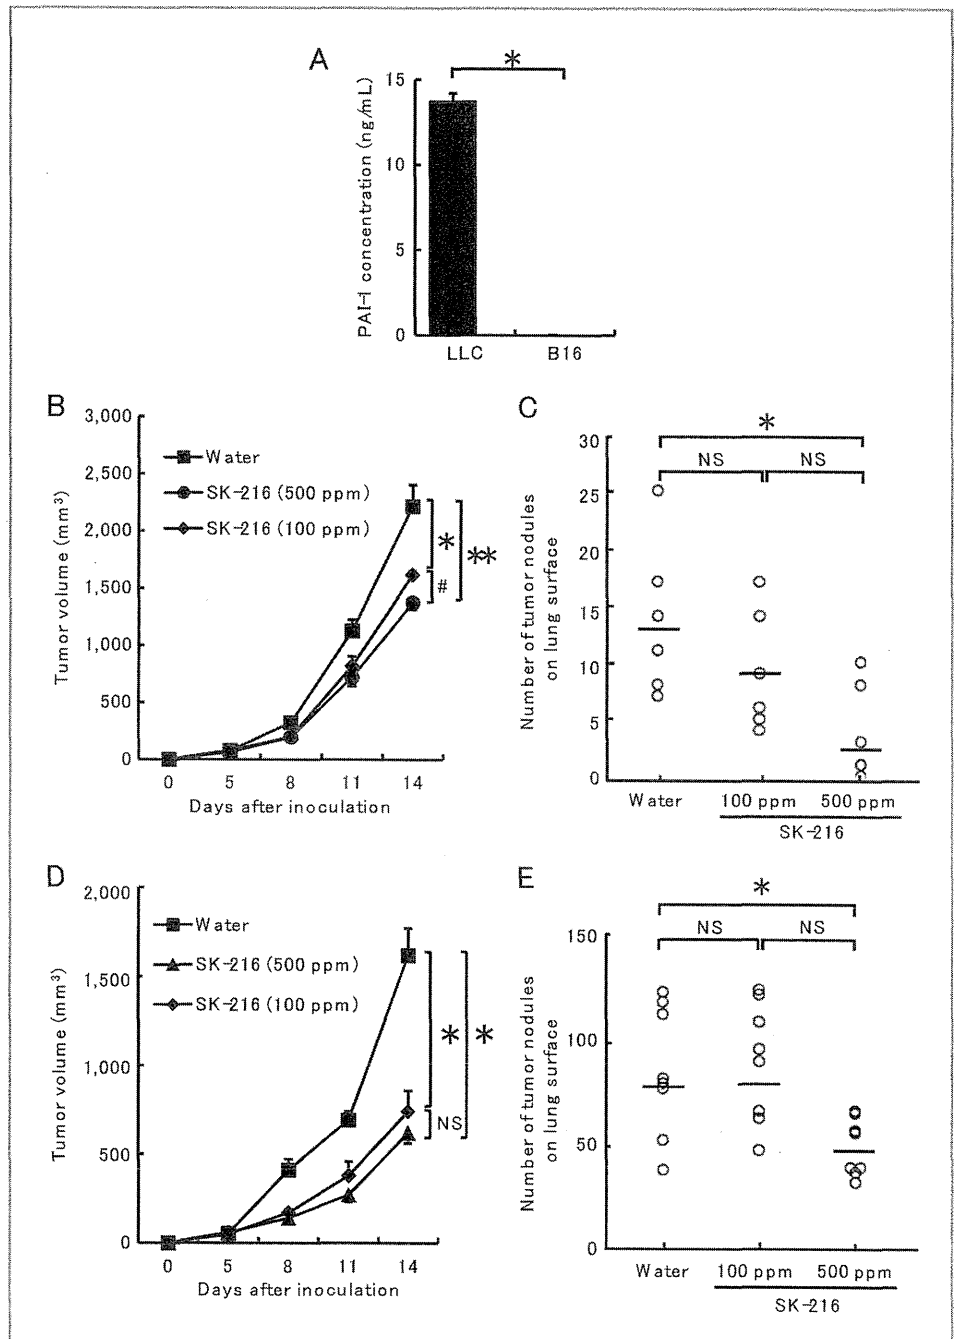 A
*
15
10
5
0
PAI-1 concentration (ng/mL)
LLC B16
B
3,000
2,500
2,000
1,500
1,000
500
0
Tumor volume (mm³)
Water
SK-216 (500 ppm)
SK-216 (100 ppm)
*
**
#
0 5 8 11 14
Days after inoculation
C
*
NS NS
30
25
20
15
10
5
0
Number of tumor nodules
on lung surface
Water 100 ppm 500 ppm
SK-216
D
2,000
1,500
1,000
500
0
Tumor volume (mm³)
Water
SK-216 (500 ppm)
SK-216 (100 ppm)
* *
NS
0 5 8 11 14
Days after inoculation
E
*
NS NS
150
100
50
0
Number of tumor nodules
on lung surface
Water 100 ppm 500 ppm
SK-216